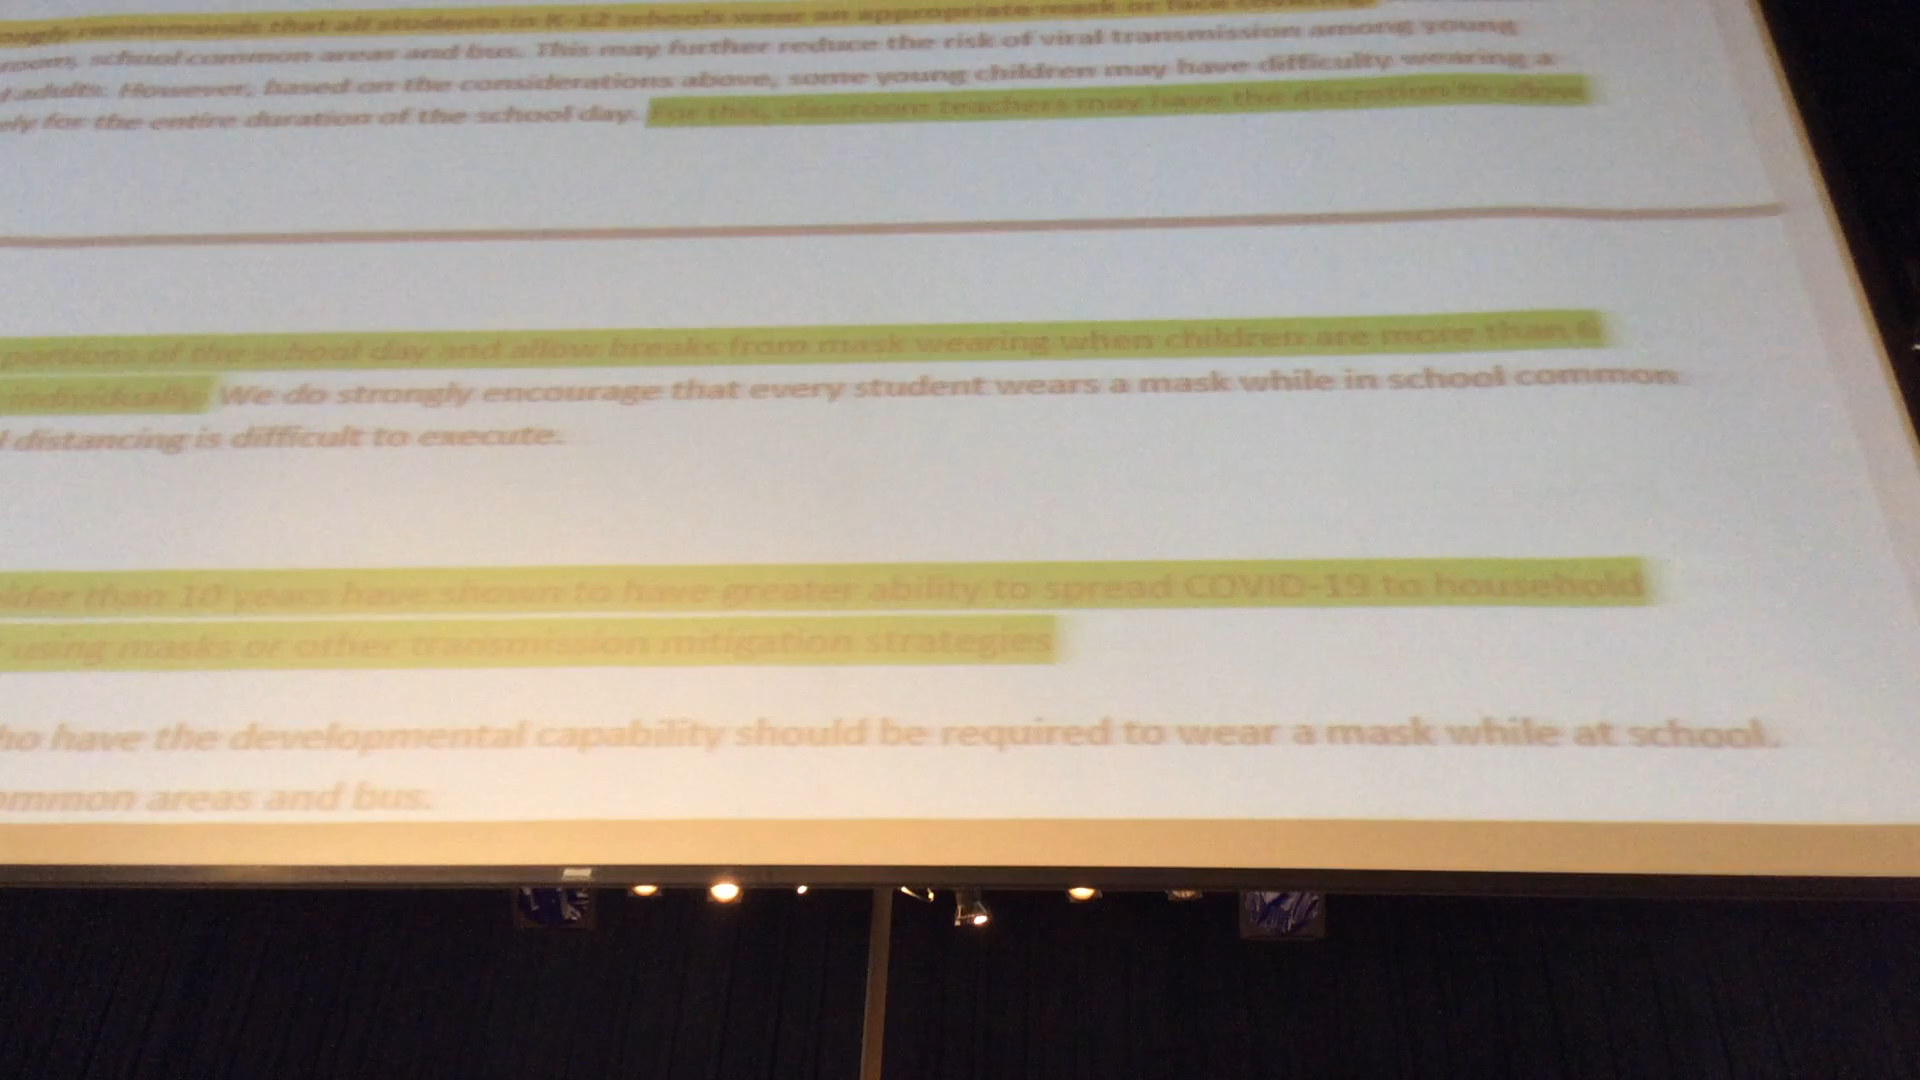 ongly recommends that all students in K-12 schools wear an appropriate mask or face covering
room, school common areas and bus. This may further reduce the risk of viral transmission among young
adults. However, based on the considerations above, some young children may have difficulty wearing a
ely for the entire duration of the school day. For this, classroom teachers may have the discretion to allow
portions of the school day and allow breaks from mask wearing when children are more than 6
individually. We do strongly encourage that every student wears a mask while in school common
l distancing is difficult to execute.
lder than 10 years have shown to have greater ability to spread COVID-19 to household
using masks or other transmission mitigation strategies
ho have the developmental capability should be required to wear a mask while at school.
ommon areas and bus.